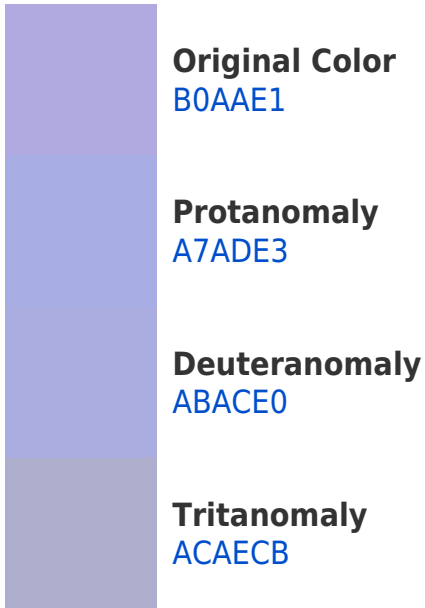 Original Color
B0AAE1
Protanomaly
A7ADE3
Deuteranomaly
ABACE0
Tritanomaly
ACAECB